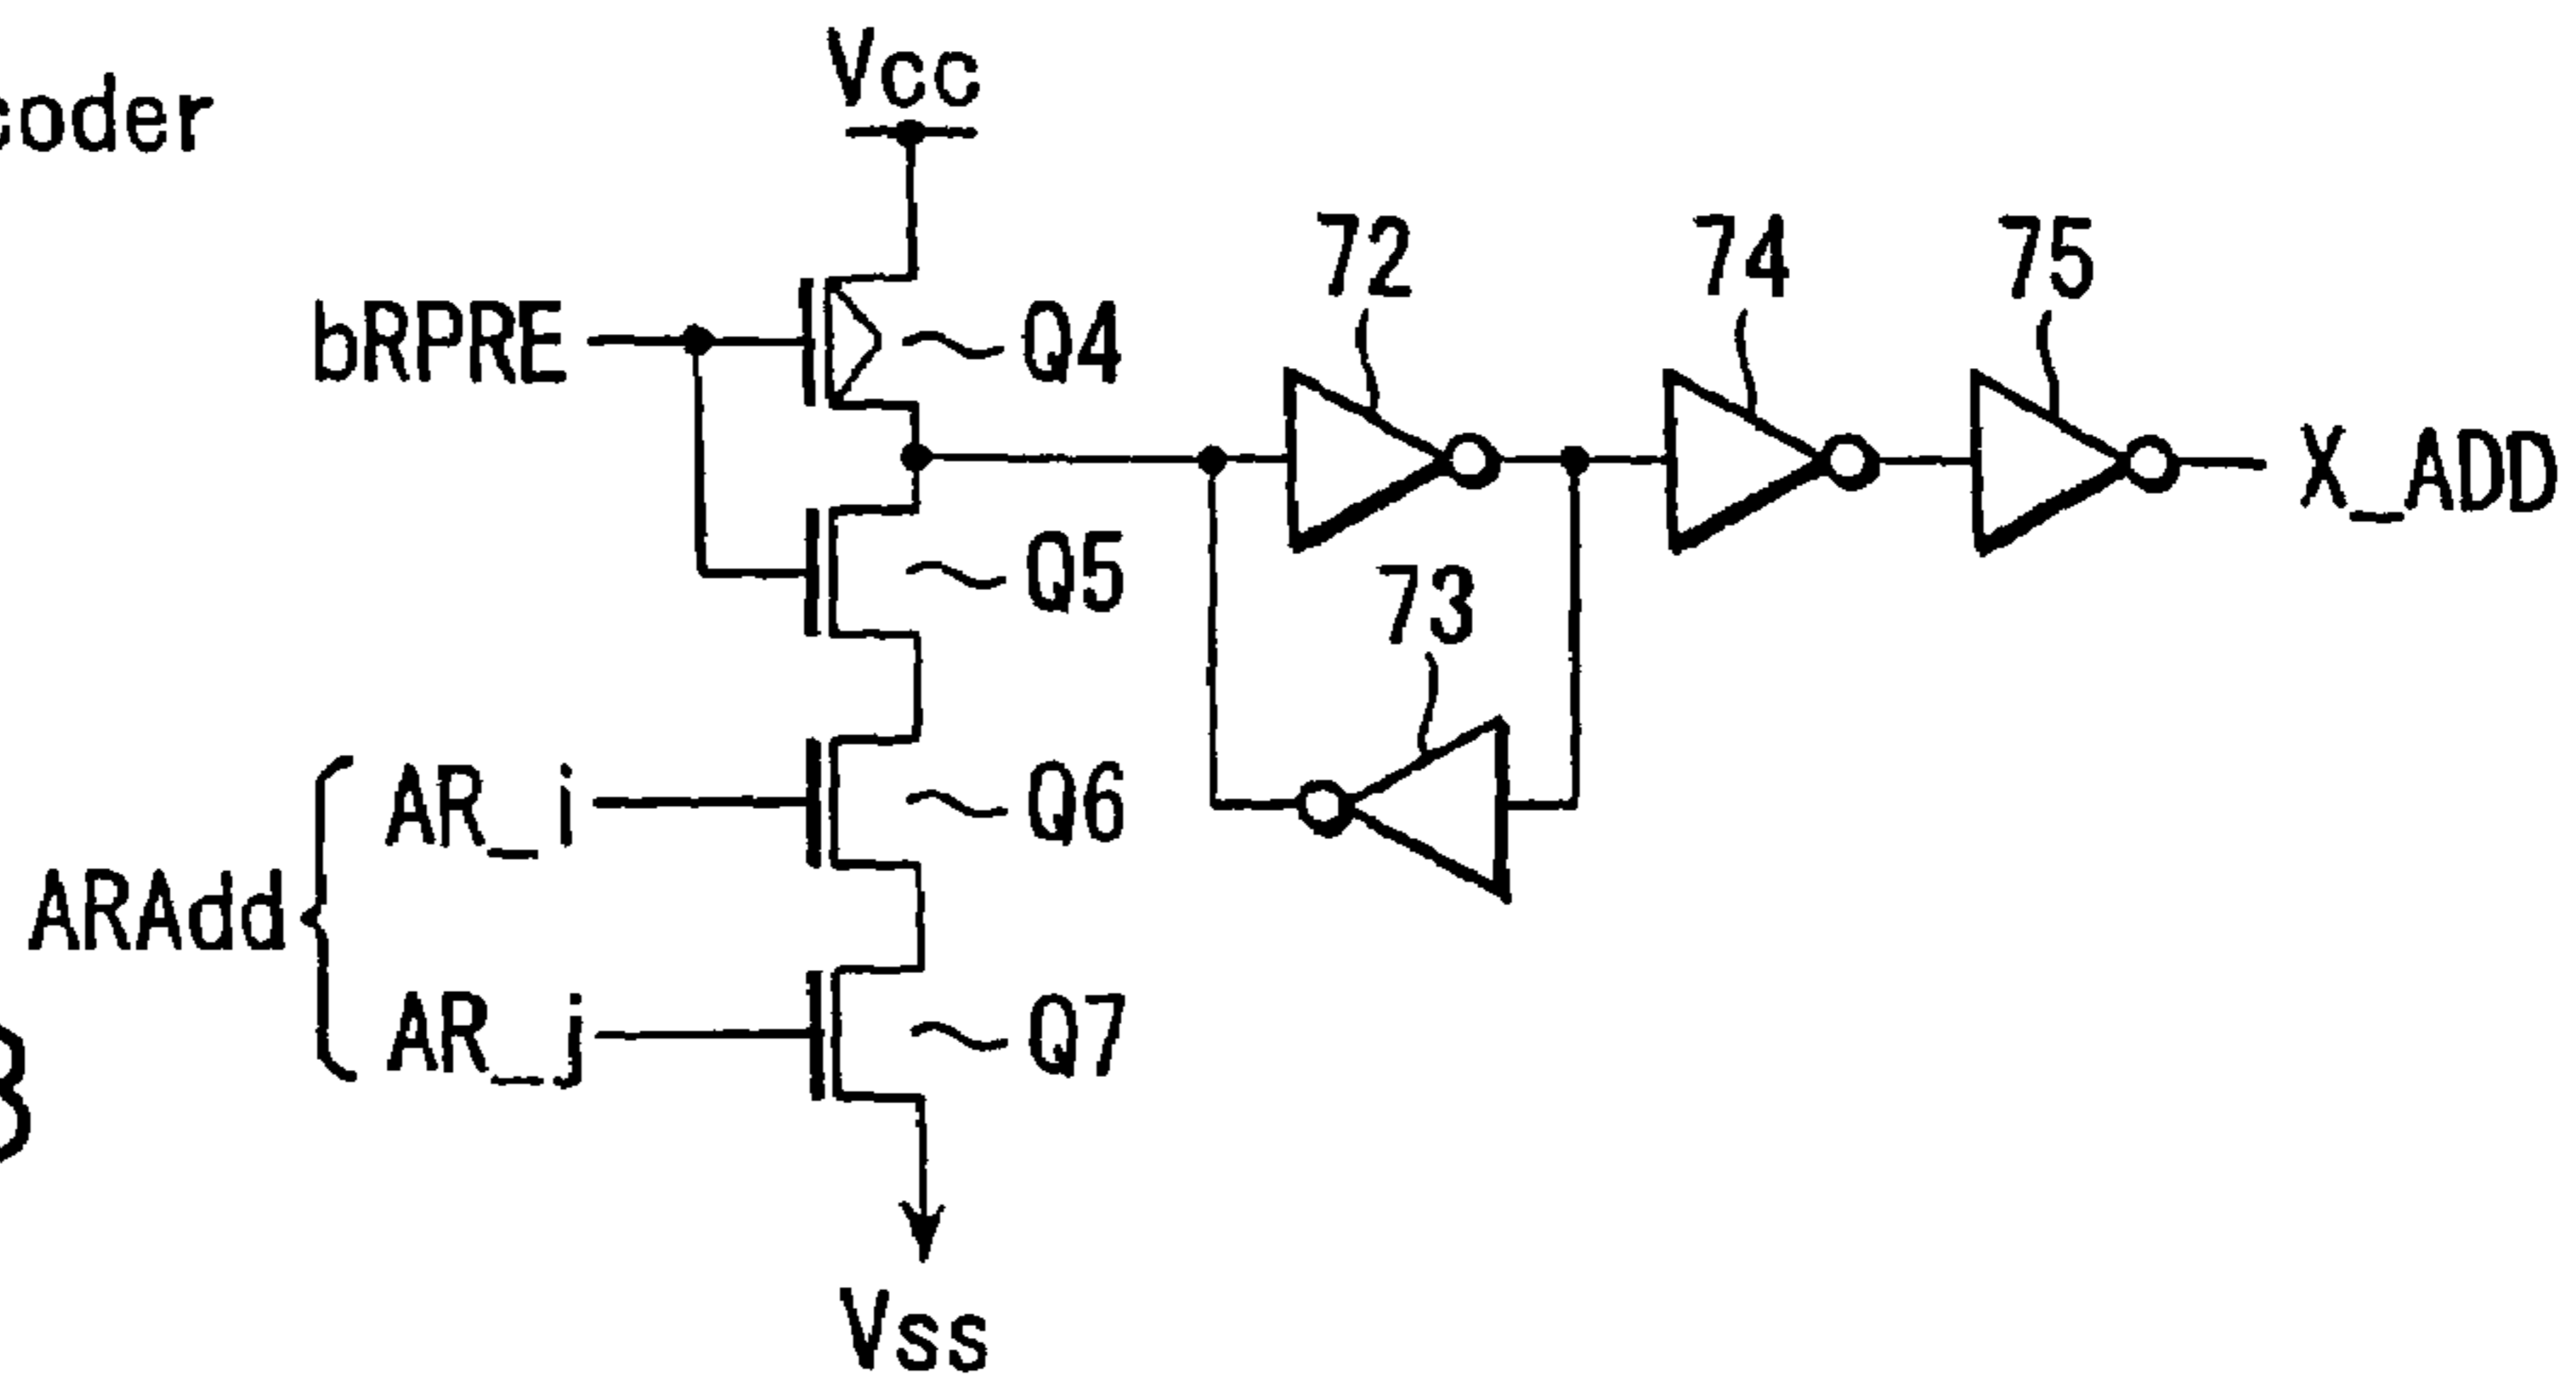 coder
Vcc
72
74
75
bRPRE
Q4
X_ADD
Q5
73
AR_i
Q6
ARAdd
AR_j
Q7
Vss